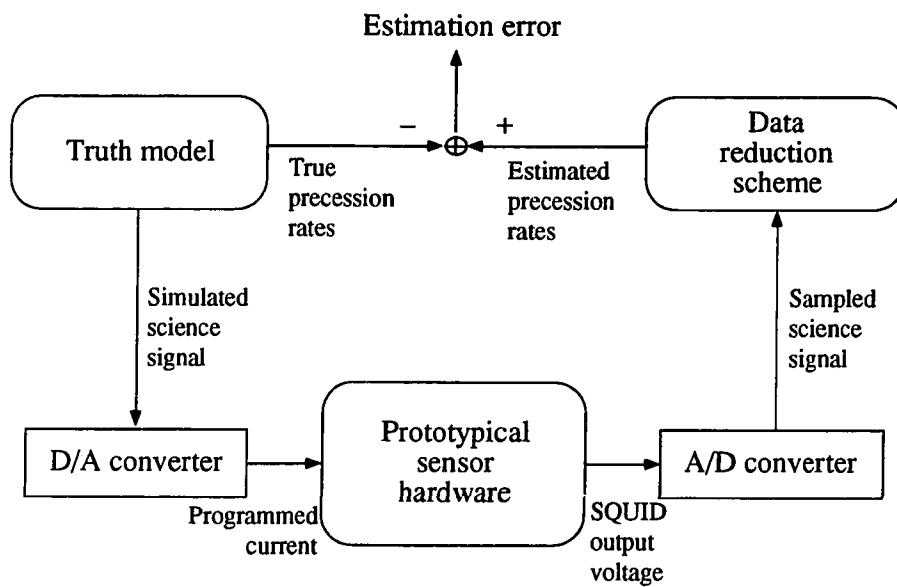 Estimation error
Truth model
−
+
Data
reduction
scheme
True
precession
rates
Estimated
precession
rates
Simulated
science
signal
Sampled
science
signal
D/A converter
Prototypical
sensor
hardware
A/D converter
Programmed
current
SQUID
output
voltage